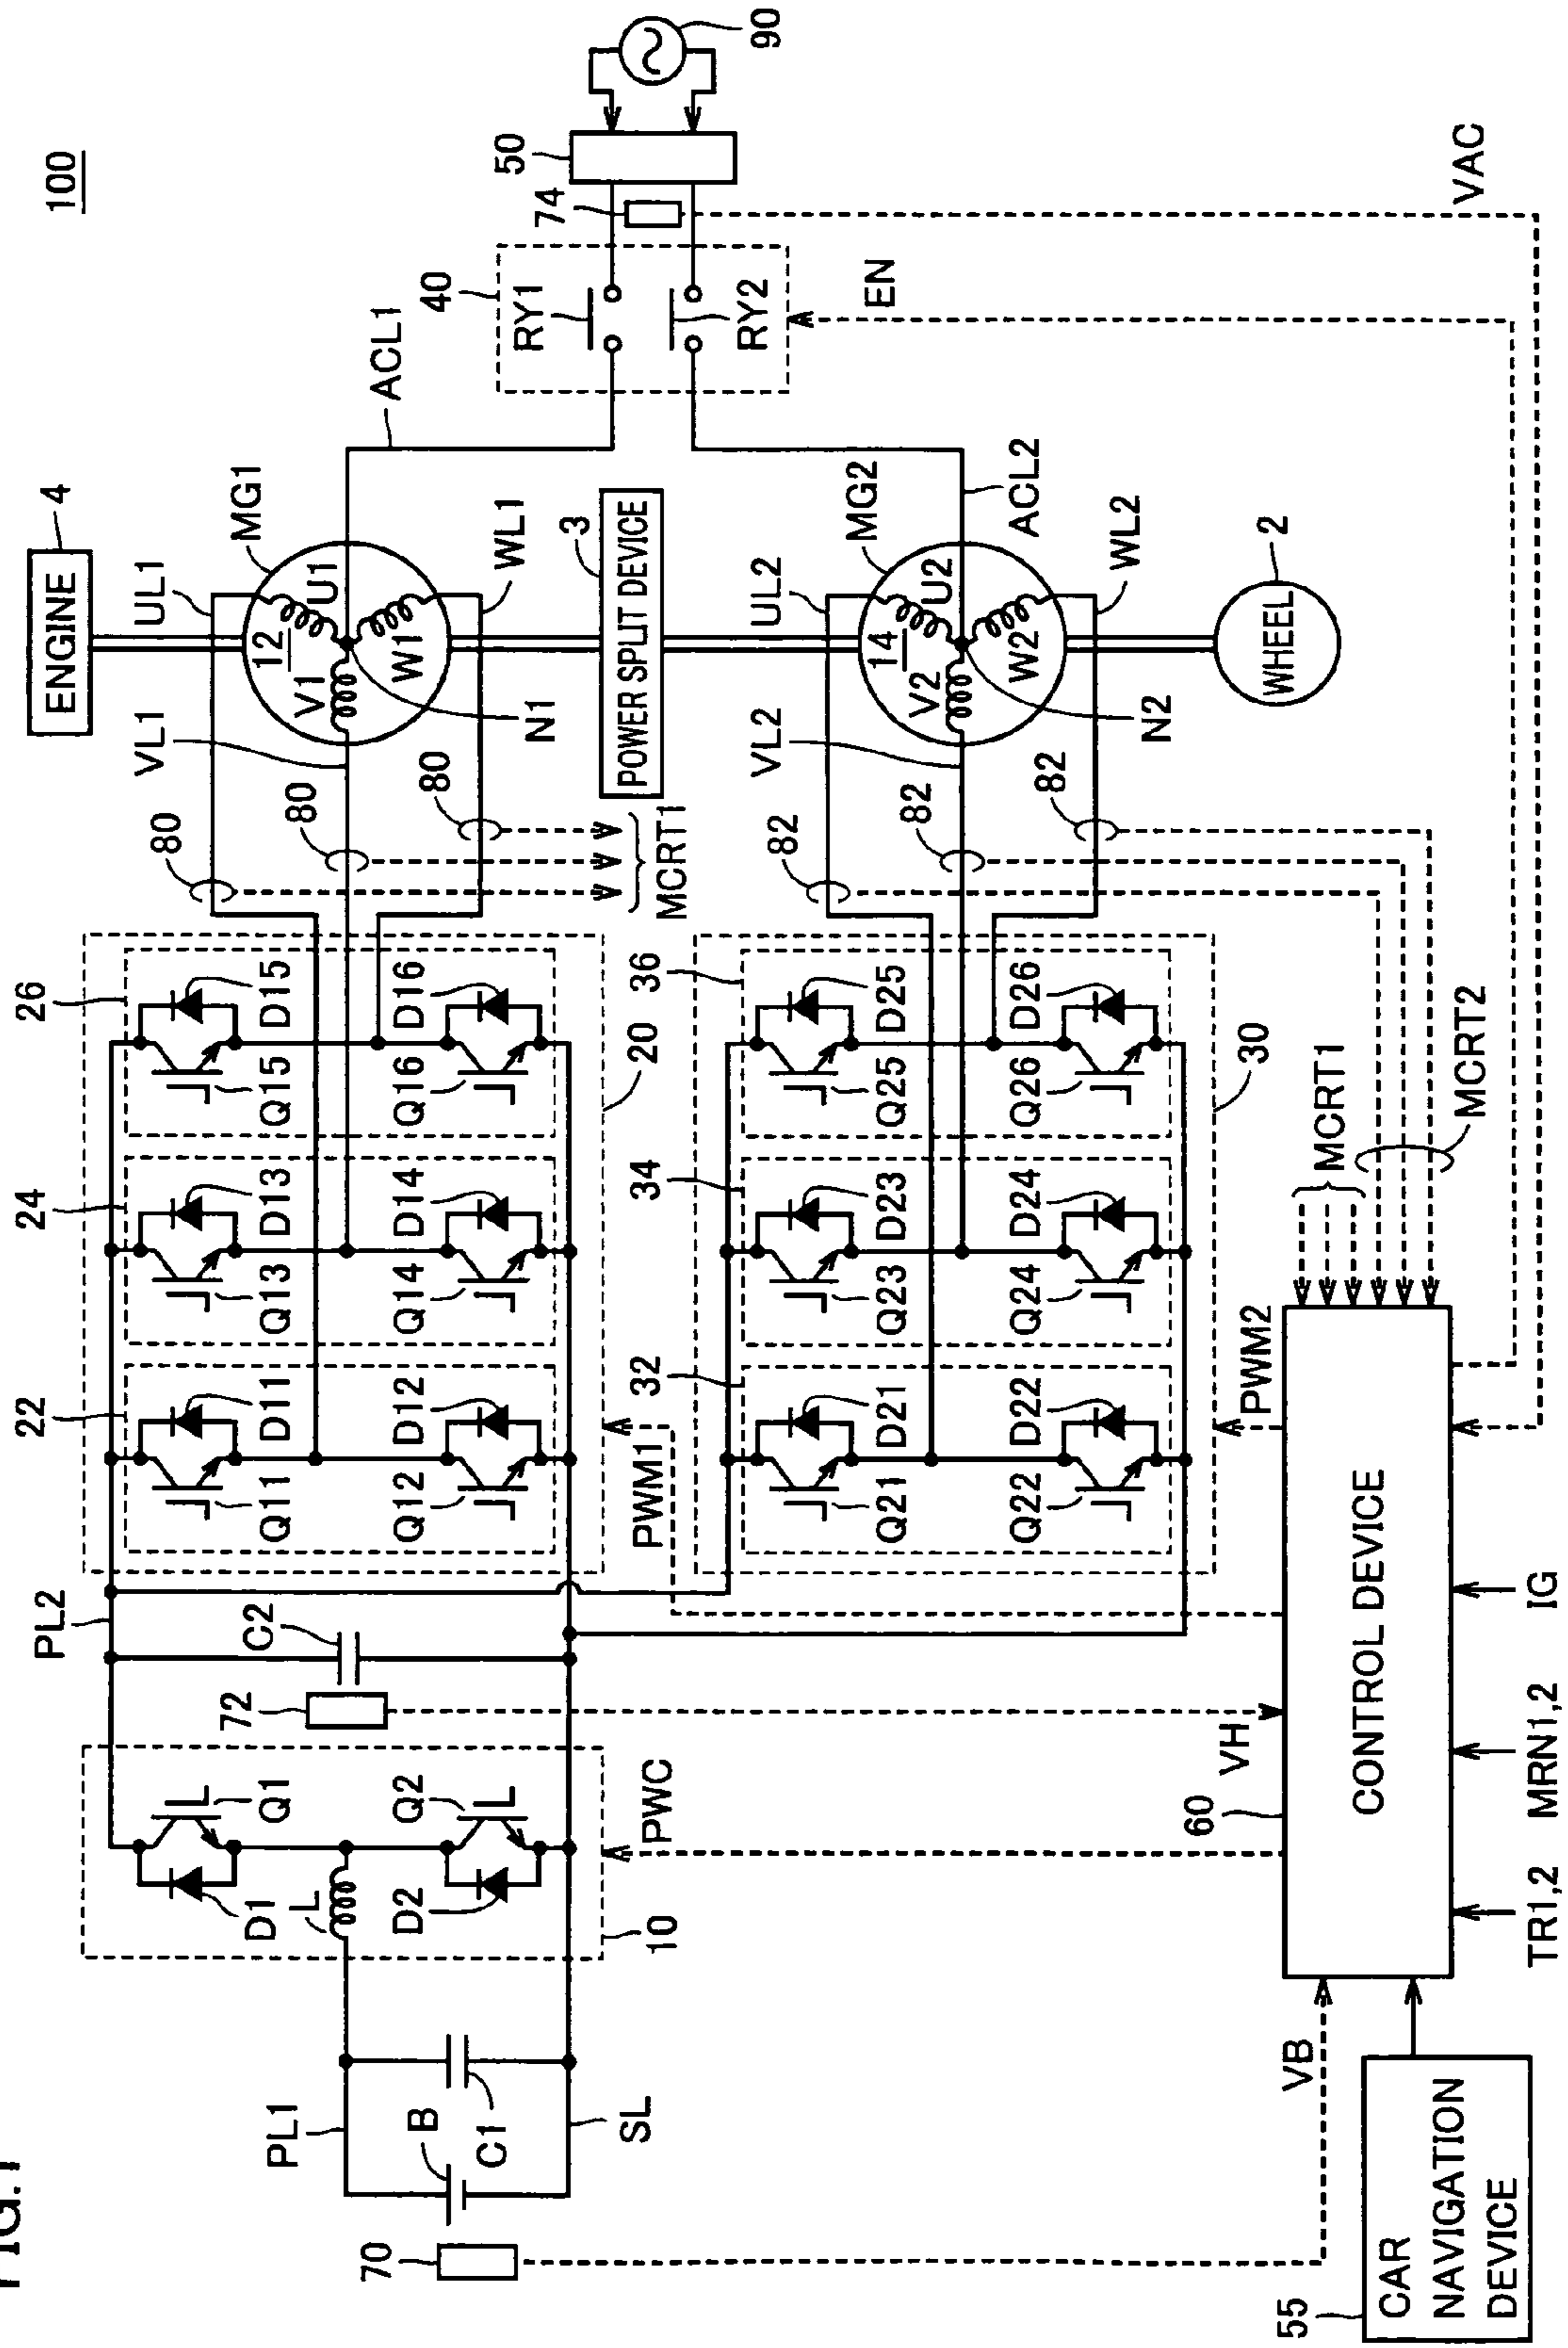 FIG.1
100
ENGINE
4
90
50
74
40
RY1
RY2
EN
VAC
ACL1
ACL2
MG1
UL1
12
U1
V1
W1
VL1
WL1
N1
3
POWER SPLIT DEVICE
MG2
UL2
14
U2
V2
W2
VL2
WL2
N2
WHEEL
2
80
80
80
MCRT1
82
82
82
26
D15
Q15
D16
Q16
24
D13
Q13
D14
Q14
22
D11
Q11
D12
Q12
20
36
D25
Q25
D26
Q26
34
D23
Q23
D24
Q24
32
D21
Q21
D22
Q22
30
MCRT1
MCRT2
PWM1
PWM2
PL2
C2
72
VH
Q1
D1
L
Q2
D2
10
PWC
PL1
B
C1
SL
70
VB
60
CONTROL DEVICE
IG
MRN1,2
TR1,2
55
CAR
NAVIGATION
DEVICE